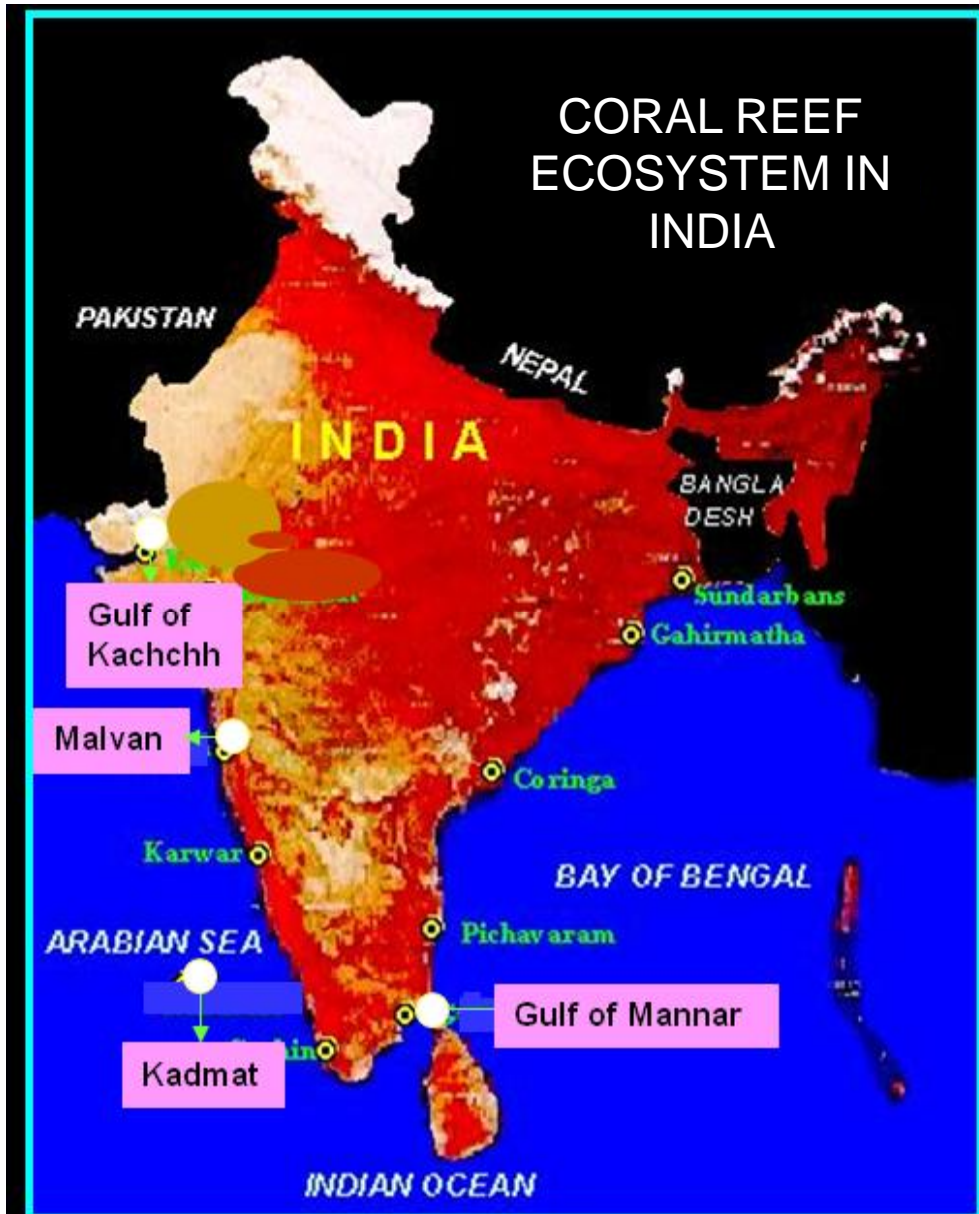 CORAL REEF
ECOSYSTEM IN
INDIA
PAKISTAN
NEPAL
INDIA
BANGLA
DESH
Sundarbans
Gulf of
Kachchh
Gahirmatha
Malvan
Coringa
Karwar
BAY OF BENGAL
Pichavaram
ARABIAN SEA
Gulf of Mannar
Kadmat
INDIAN OCEAN